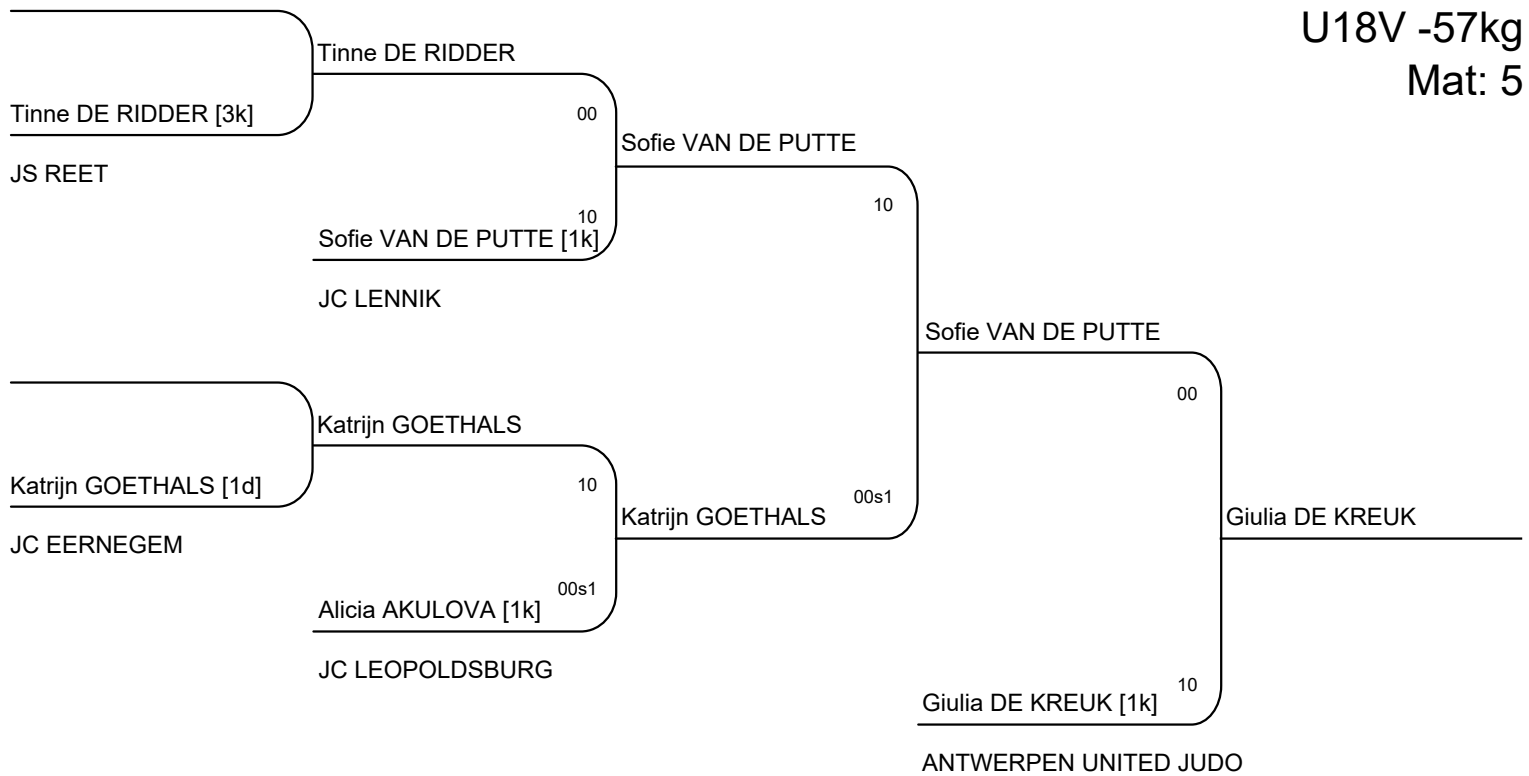 U18V -57kg
Mat: 5
Tinne DE RIDDER
Tinne DE RIDDER [3k]
00
Sofie VAN DE PUTTE
JS REET
10
10
Sofie VAN DE PUTTE [1k]
JC LENNIK
Sofie VAN DE PUTTE
00
Katrijn GOETHALS
Katrijn GOETHALS [1d]
10
00s1
Katrijn GOETHALS
Giulia DE KREUK
JC EERNEGEM
00s1
Alicia AKULOVA [1k]
JC LEOPOLDSBURG
10
Giulia DE KREUK [1k]
ANTWERPEN UNITED JUDO